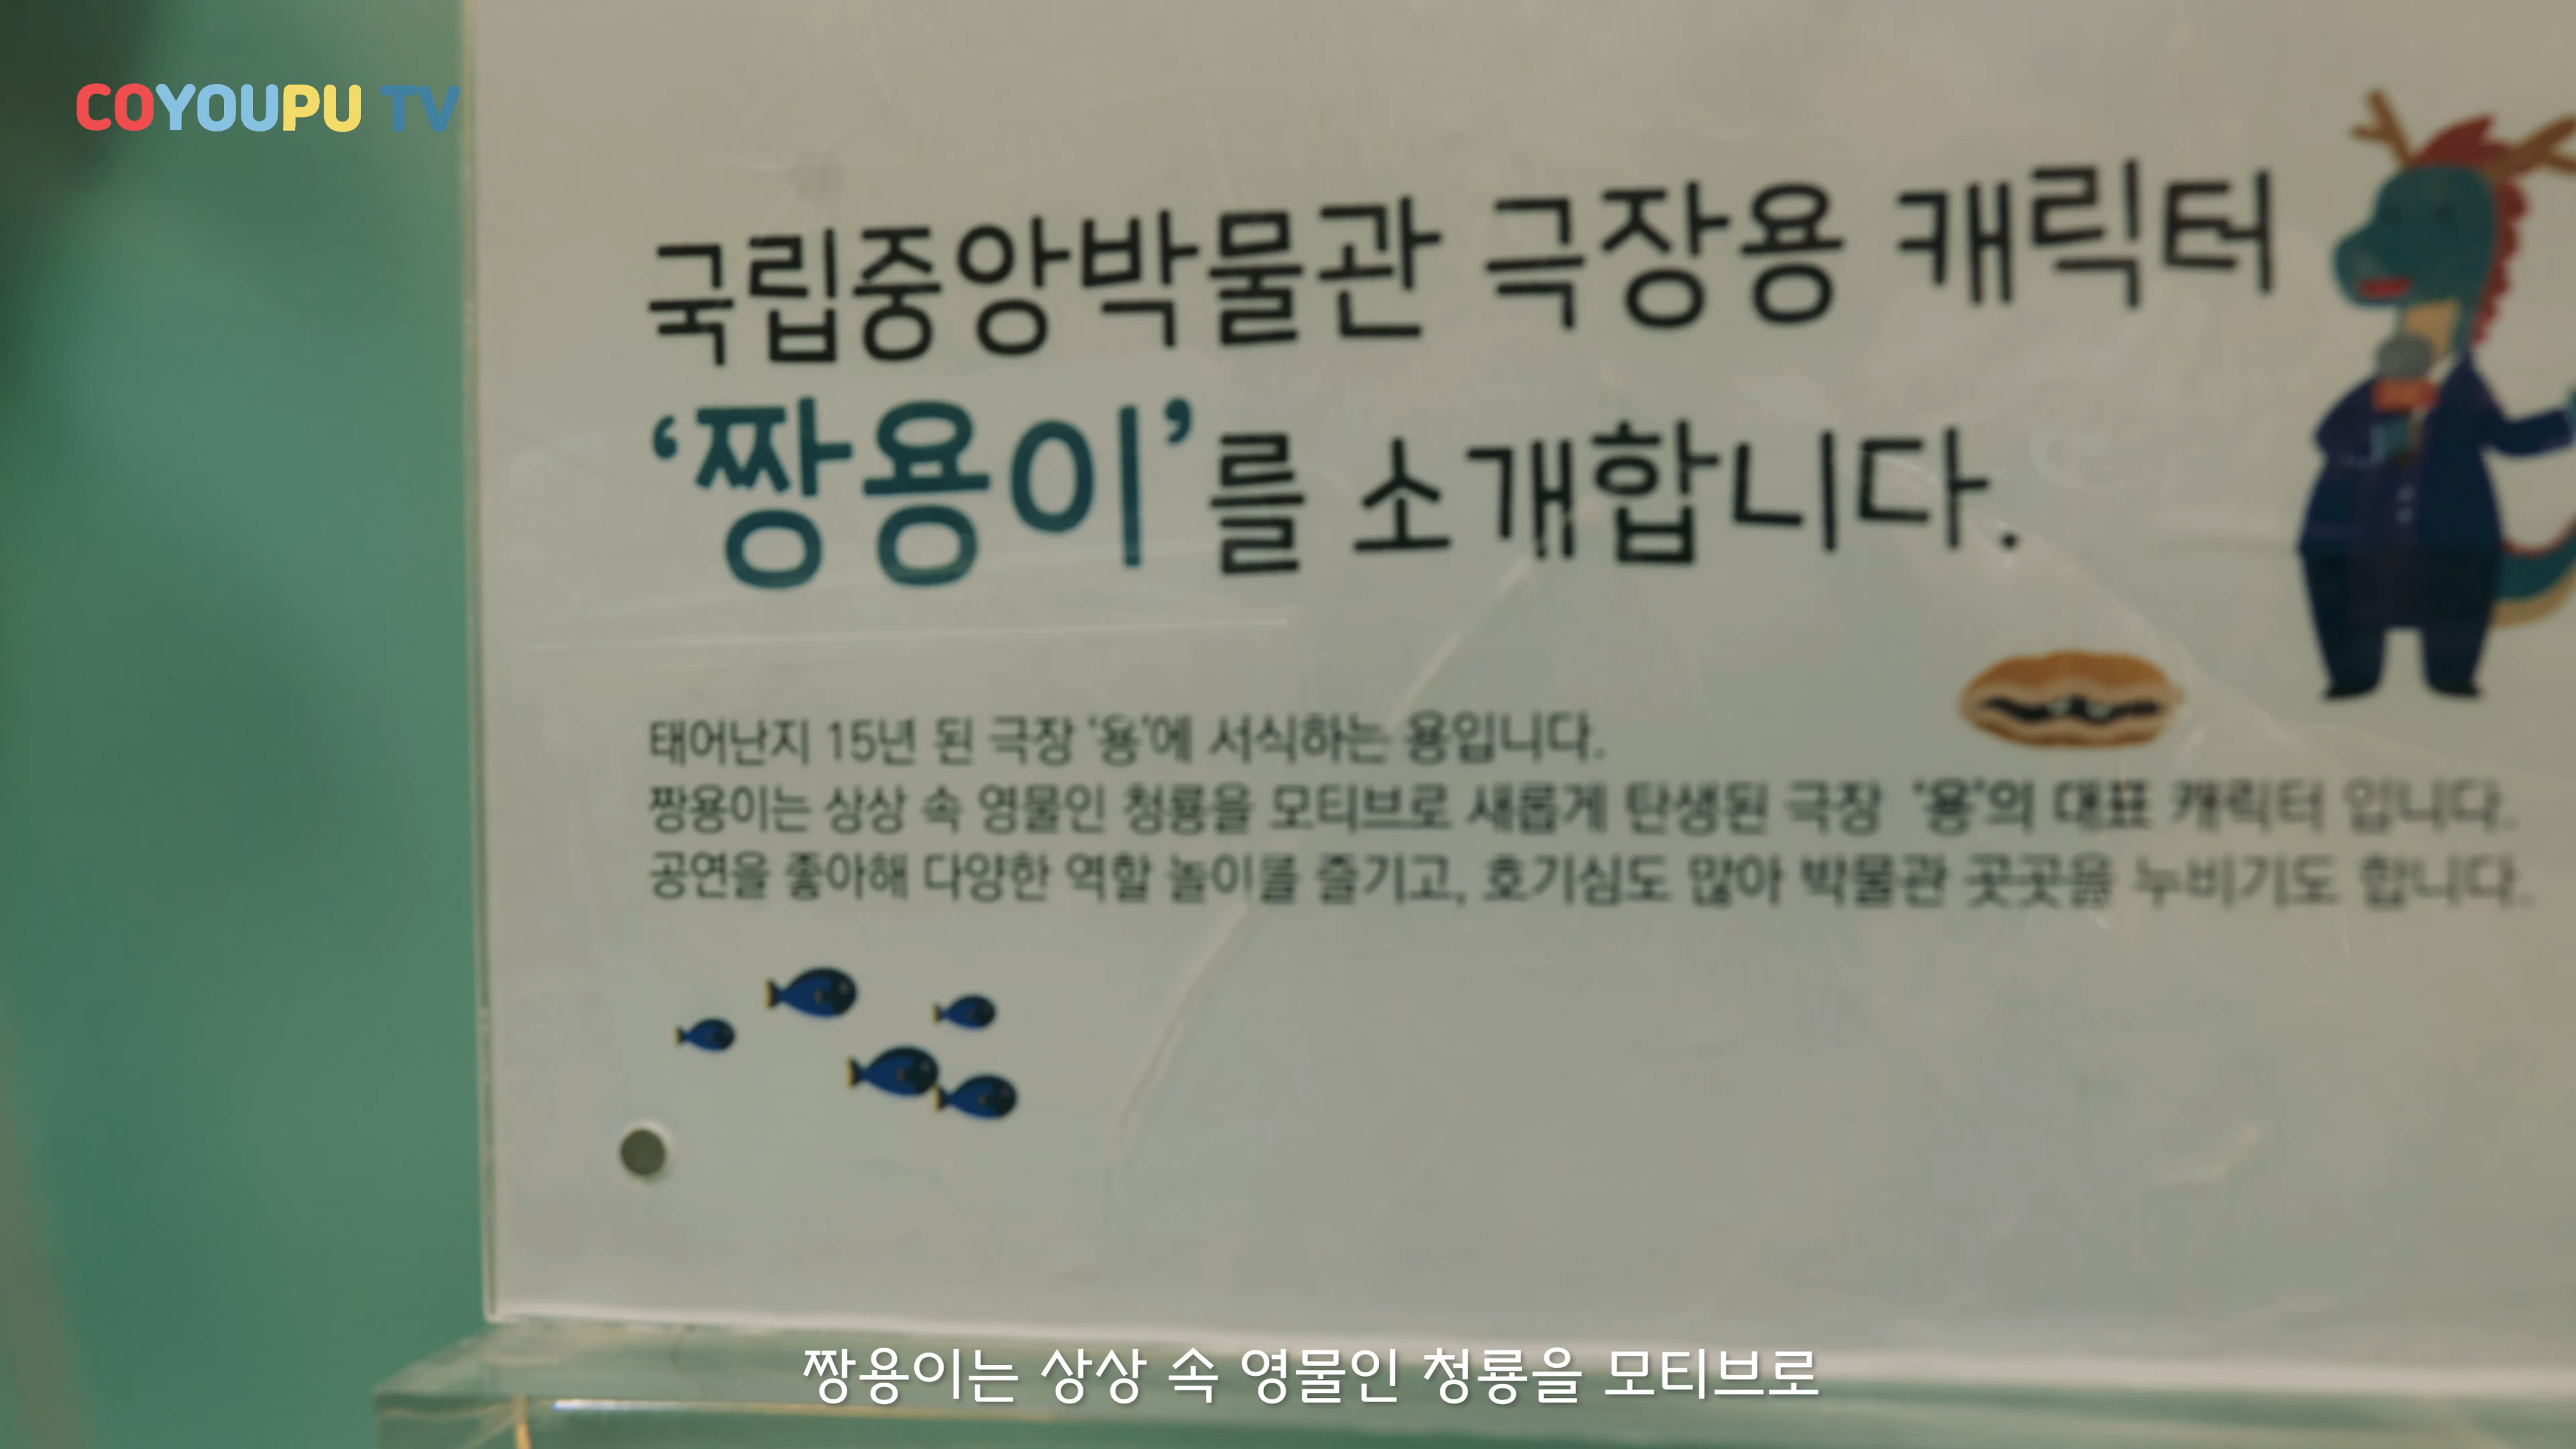 COYOUPU TV
국립중앙박물관 극장용 캐릭터
‘짱용이’를 소개합니다.
태어난지 15년 된 극장 ‘용’에 서식하는 용입니다.
짱용이는 상상 속 영물인 청룡을 모티브로 새롭게 탄생된 극장 ‘용’의 대표 캐릭터 입니다.
공연을 좋아해 다양한 역할 놀이를 즐기고, 호기심도 많아 박물관 곳곳을 누비기도 합니다.
짱용이는 상상 속 영물인 청룡을 모티브로